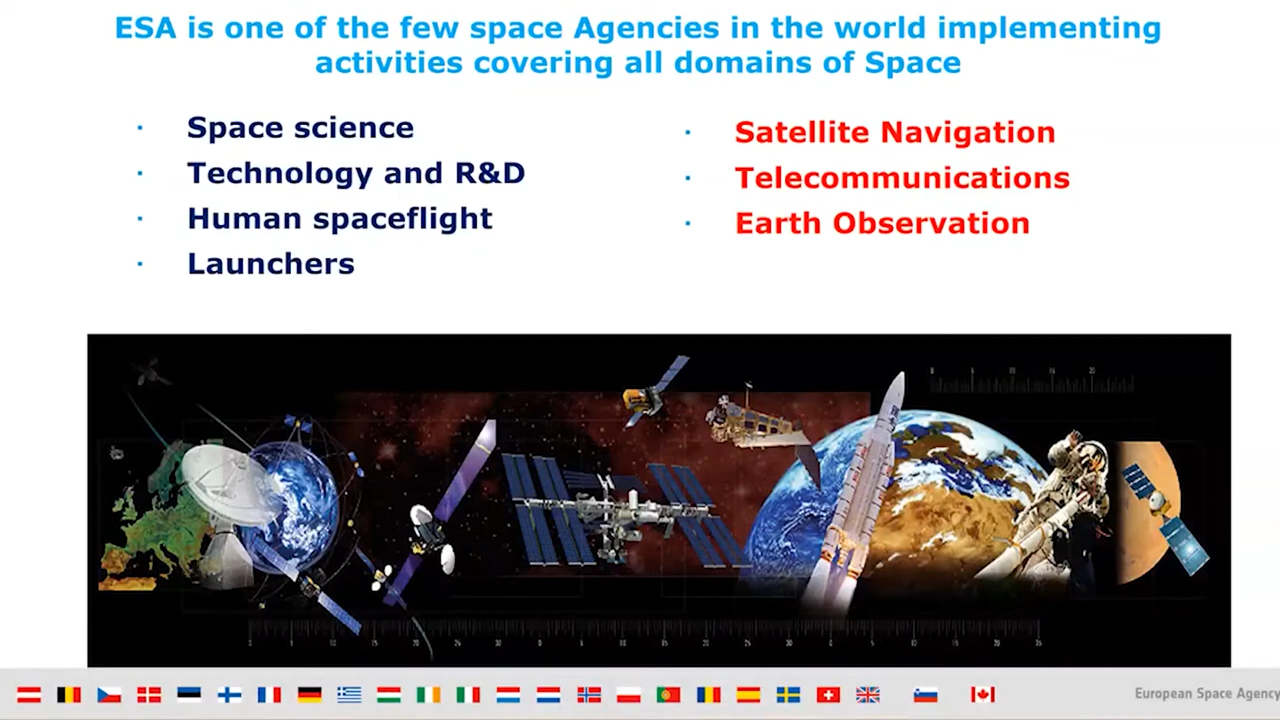 ESA is one of the few space Agencies in the world implementing
activities covering all domains of Space
· Space science
· Technology and R&D
· Human spaceflight
· Launchers
· Satellite Navigation
· Telecommunications
· Earth Observation
European Space Agency